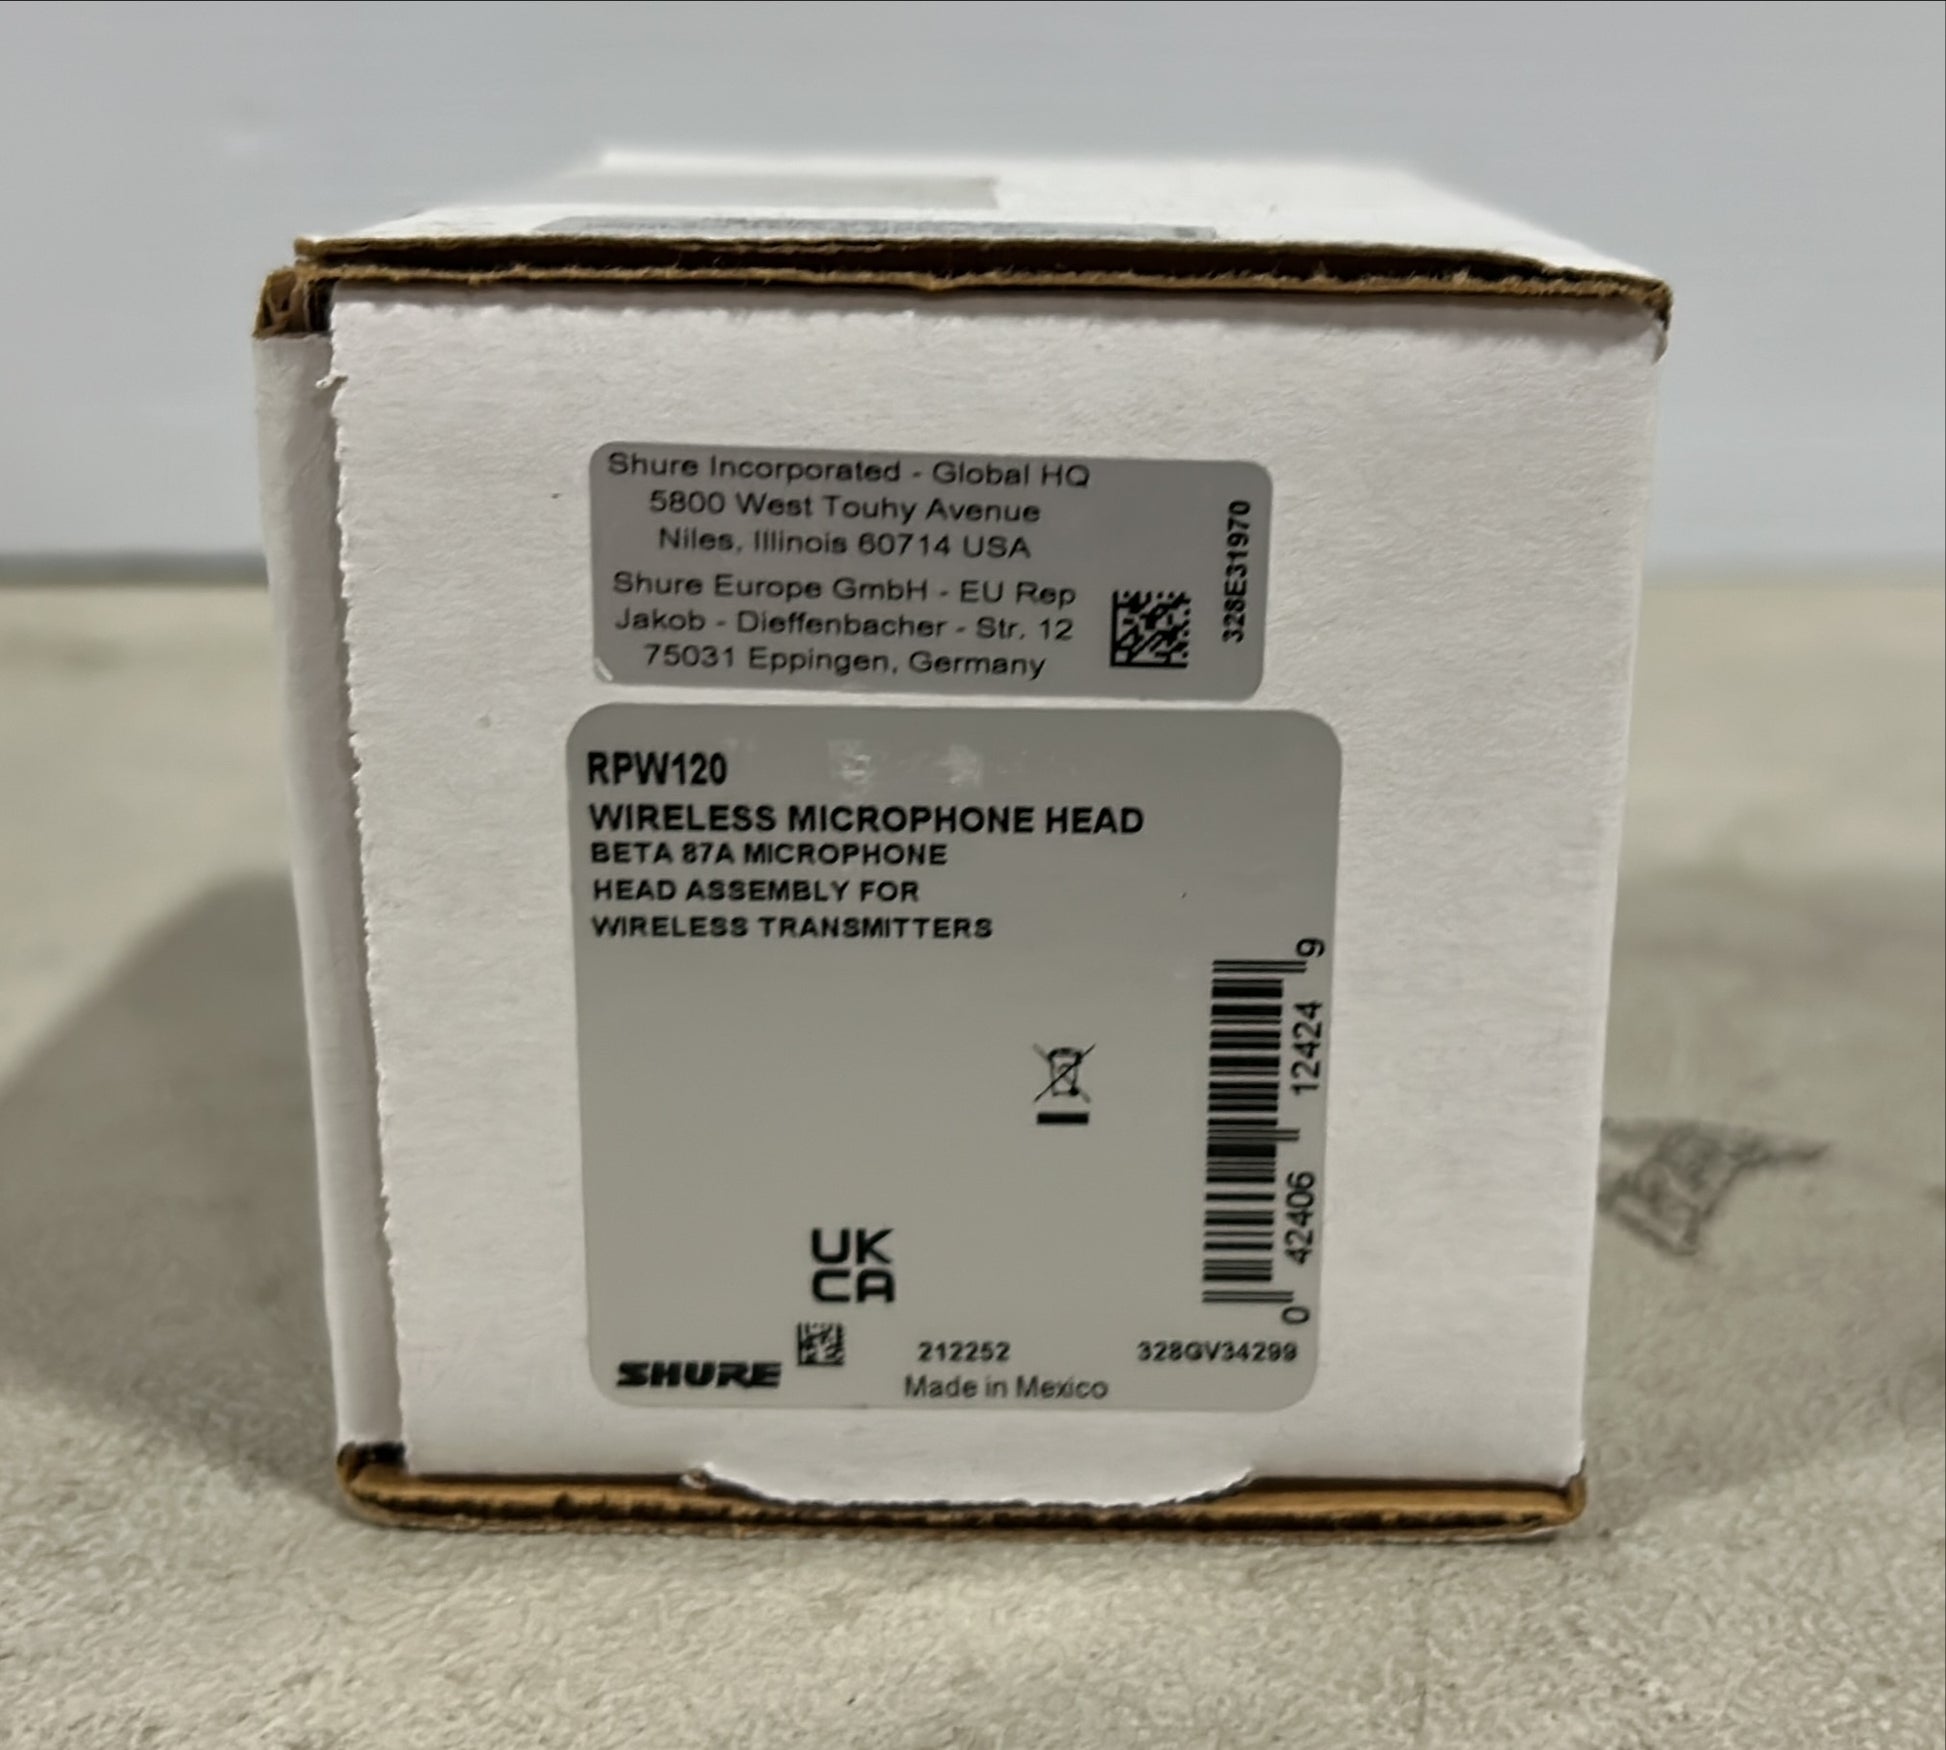 Shure Incorporated - Global HQ
5800 West Touhy Avenue
Niles, Illinois 60714 USA
Shure Europe GmbH - EU Rep
Jakob - Dieffenbacher - Str. 12
75031 Eppingen, Germany
328E31970
RPW120
WIRELESS MICROPHONE HEAD
BETA 87A MICROPHONE
HEAD ASSEMBLY FOR
WIRELESS TRANSMITTERS
0 42406 12424 9
UK
CA
SHURE
212252
328GV34299
Made in Mexico